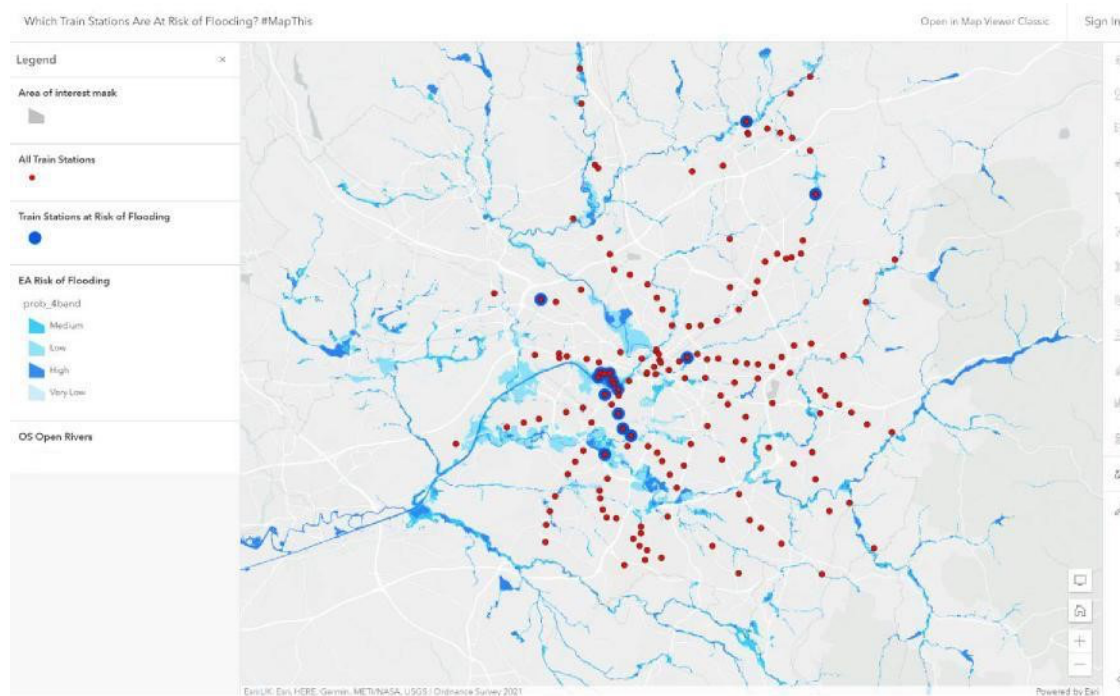 Which Train Stations Are At Risk of Flooding? #MapThis
Open in Map Viewer Classic
Sign In
Legend
×
Area of interest mask
All Train Stations
Train Stations at Risk of Flooding
EA Risk of Flooding
prob_4band
Medium
Low
High
Very Low
OS Open Rivers
Esri UK, Esri, HERE, Garmin, METI/NASA, USGS | Ordnance Survey 2021
Powered by Esri